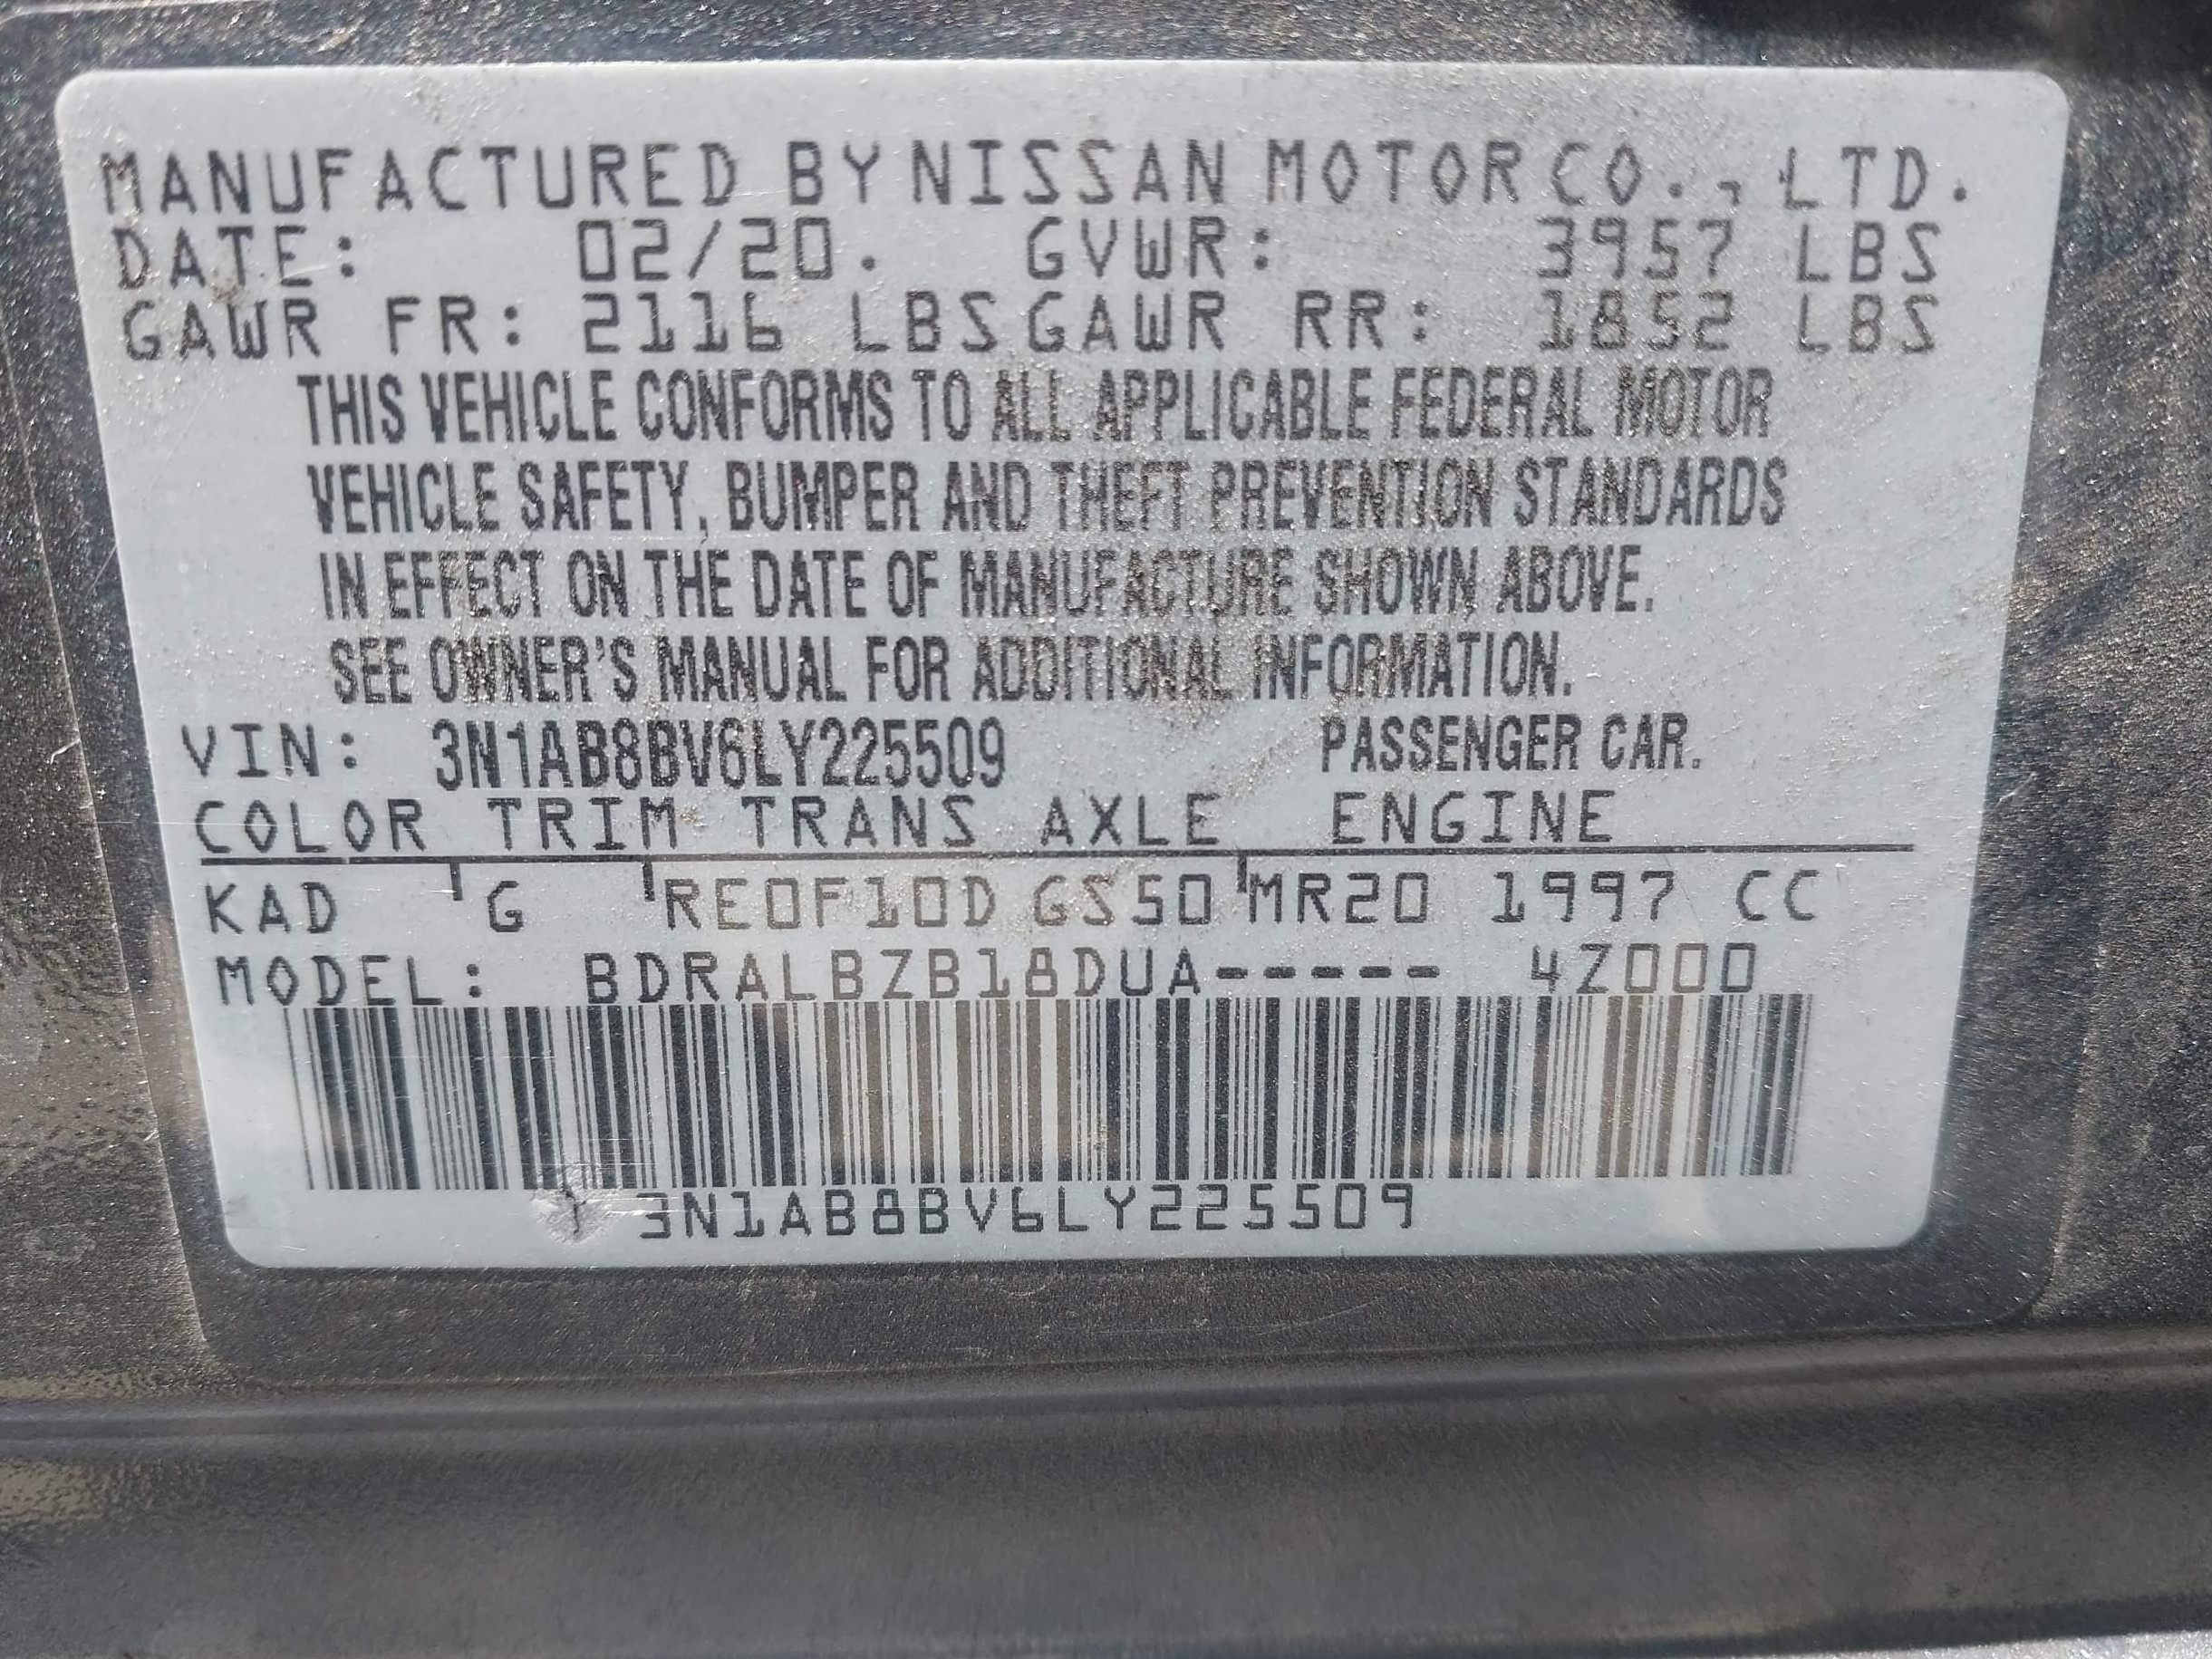 MANUFACTURED BY NISSAN MOTOR CO., LTD.
DATE: 02/20. GVWR: 3957 LBS
GAWR FR: 2116 LBS GAWR RR: 1852 LBS
THIS VEHICLE CONFORMS TO ALL APPLICABLE FEDERAL MOTOR
VEHICLE SAFETY, BUMPER AND THEFT PREVENTION STANDARDS
IN EFFECT ON THE DATE OF MANUFACTURE SHOWN ABOVE.
SEE OWNER'S MANUAL FOR ADDITIONAL INFORMATION.
VIN: 3N1AB8BV6LY225509 PASSENGER CAR.
COLOR TRIM TRANS AXLE ENGINE
KAD G RE0F10D GS50 MR20 1997 CC
MODEL: BDRALBZB18DUA----- 4Z000
3N1AB8BV6LY225509